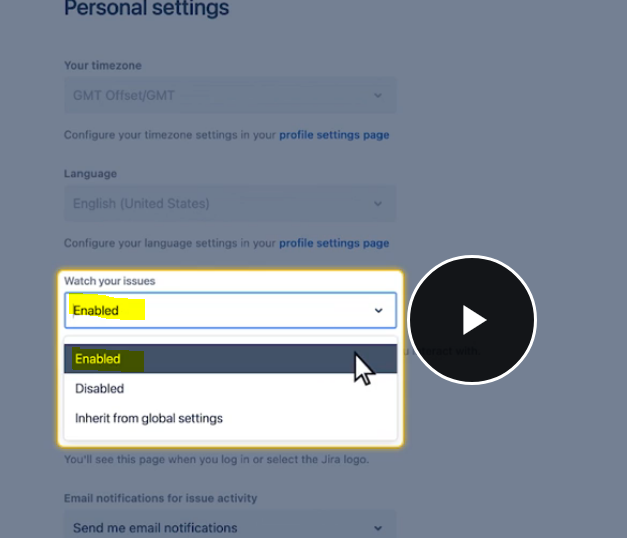 Personal settings
Your timezone
GMT Offset/GMT
Configure your timezone settings in your profile settings page
Language
English (United States)
Configure your language settings in your profile settings page
Watch your issues
Enabled
Enabled
Disabled
Inherit from global settings
You'll see this page when you log in or select the Jira logo.
Email notifications for issue activity
Send me email notifications